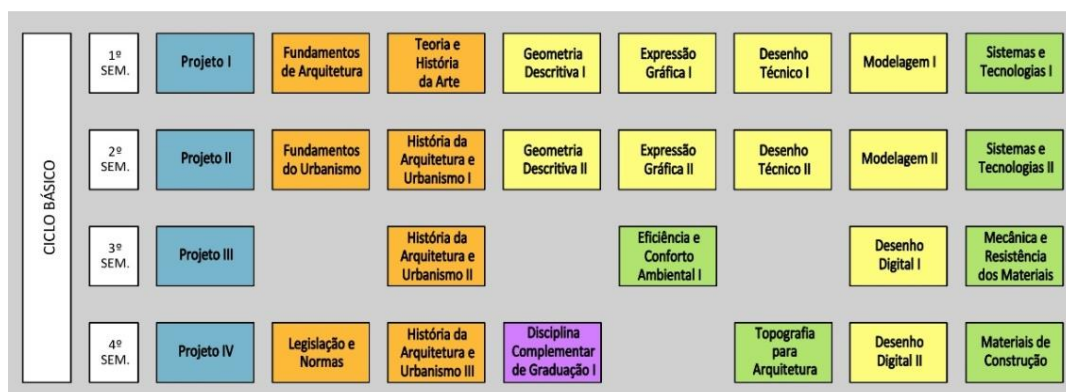 CICLO BÁSICO
1º
SEM.
Projeto I
Fundamentos
de Arquitetura
Teoria e
História
da Arte
Geometria
Descritiva I
Expressão
Gráfica I
Desenho
Técnico I
Modelagem I
Sistemas e
Tecnologias I
2º
SEM.
Projeto II
Fundamentos
do Urbanismo
História da
Arquitetura e
Urbanismo I
Geometria
Descritiva II
Expressão
Gráfica II
Desenho
Técnico II
Modelagem II
Sistemas e
Tecnologias II
3º
SEM.
Projeto III
História da
Arquitetura e
Urbanismo II
Eficiência e
Conforto
Ambiental I
Desenho
Digital I
Mecânica e
Resistência
dos Materiais
4º
SEM.
Projeto IV
Legislação e
Normas
História da
Arquitetura e
Urbanismo III
Disciplina
Complementar
de Graduação I
Topografia
para
Arquitetura
Desenho
Digital II
Materiais de
Construção